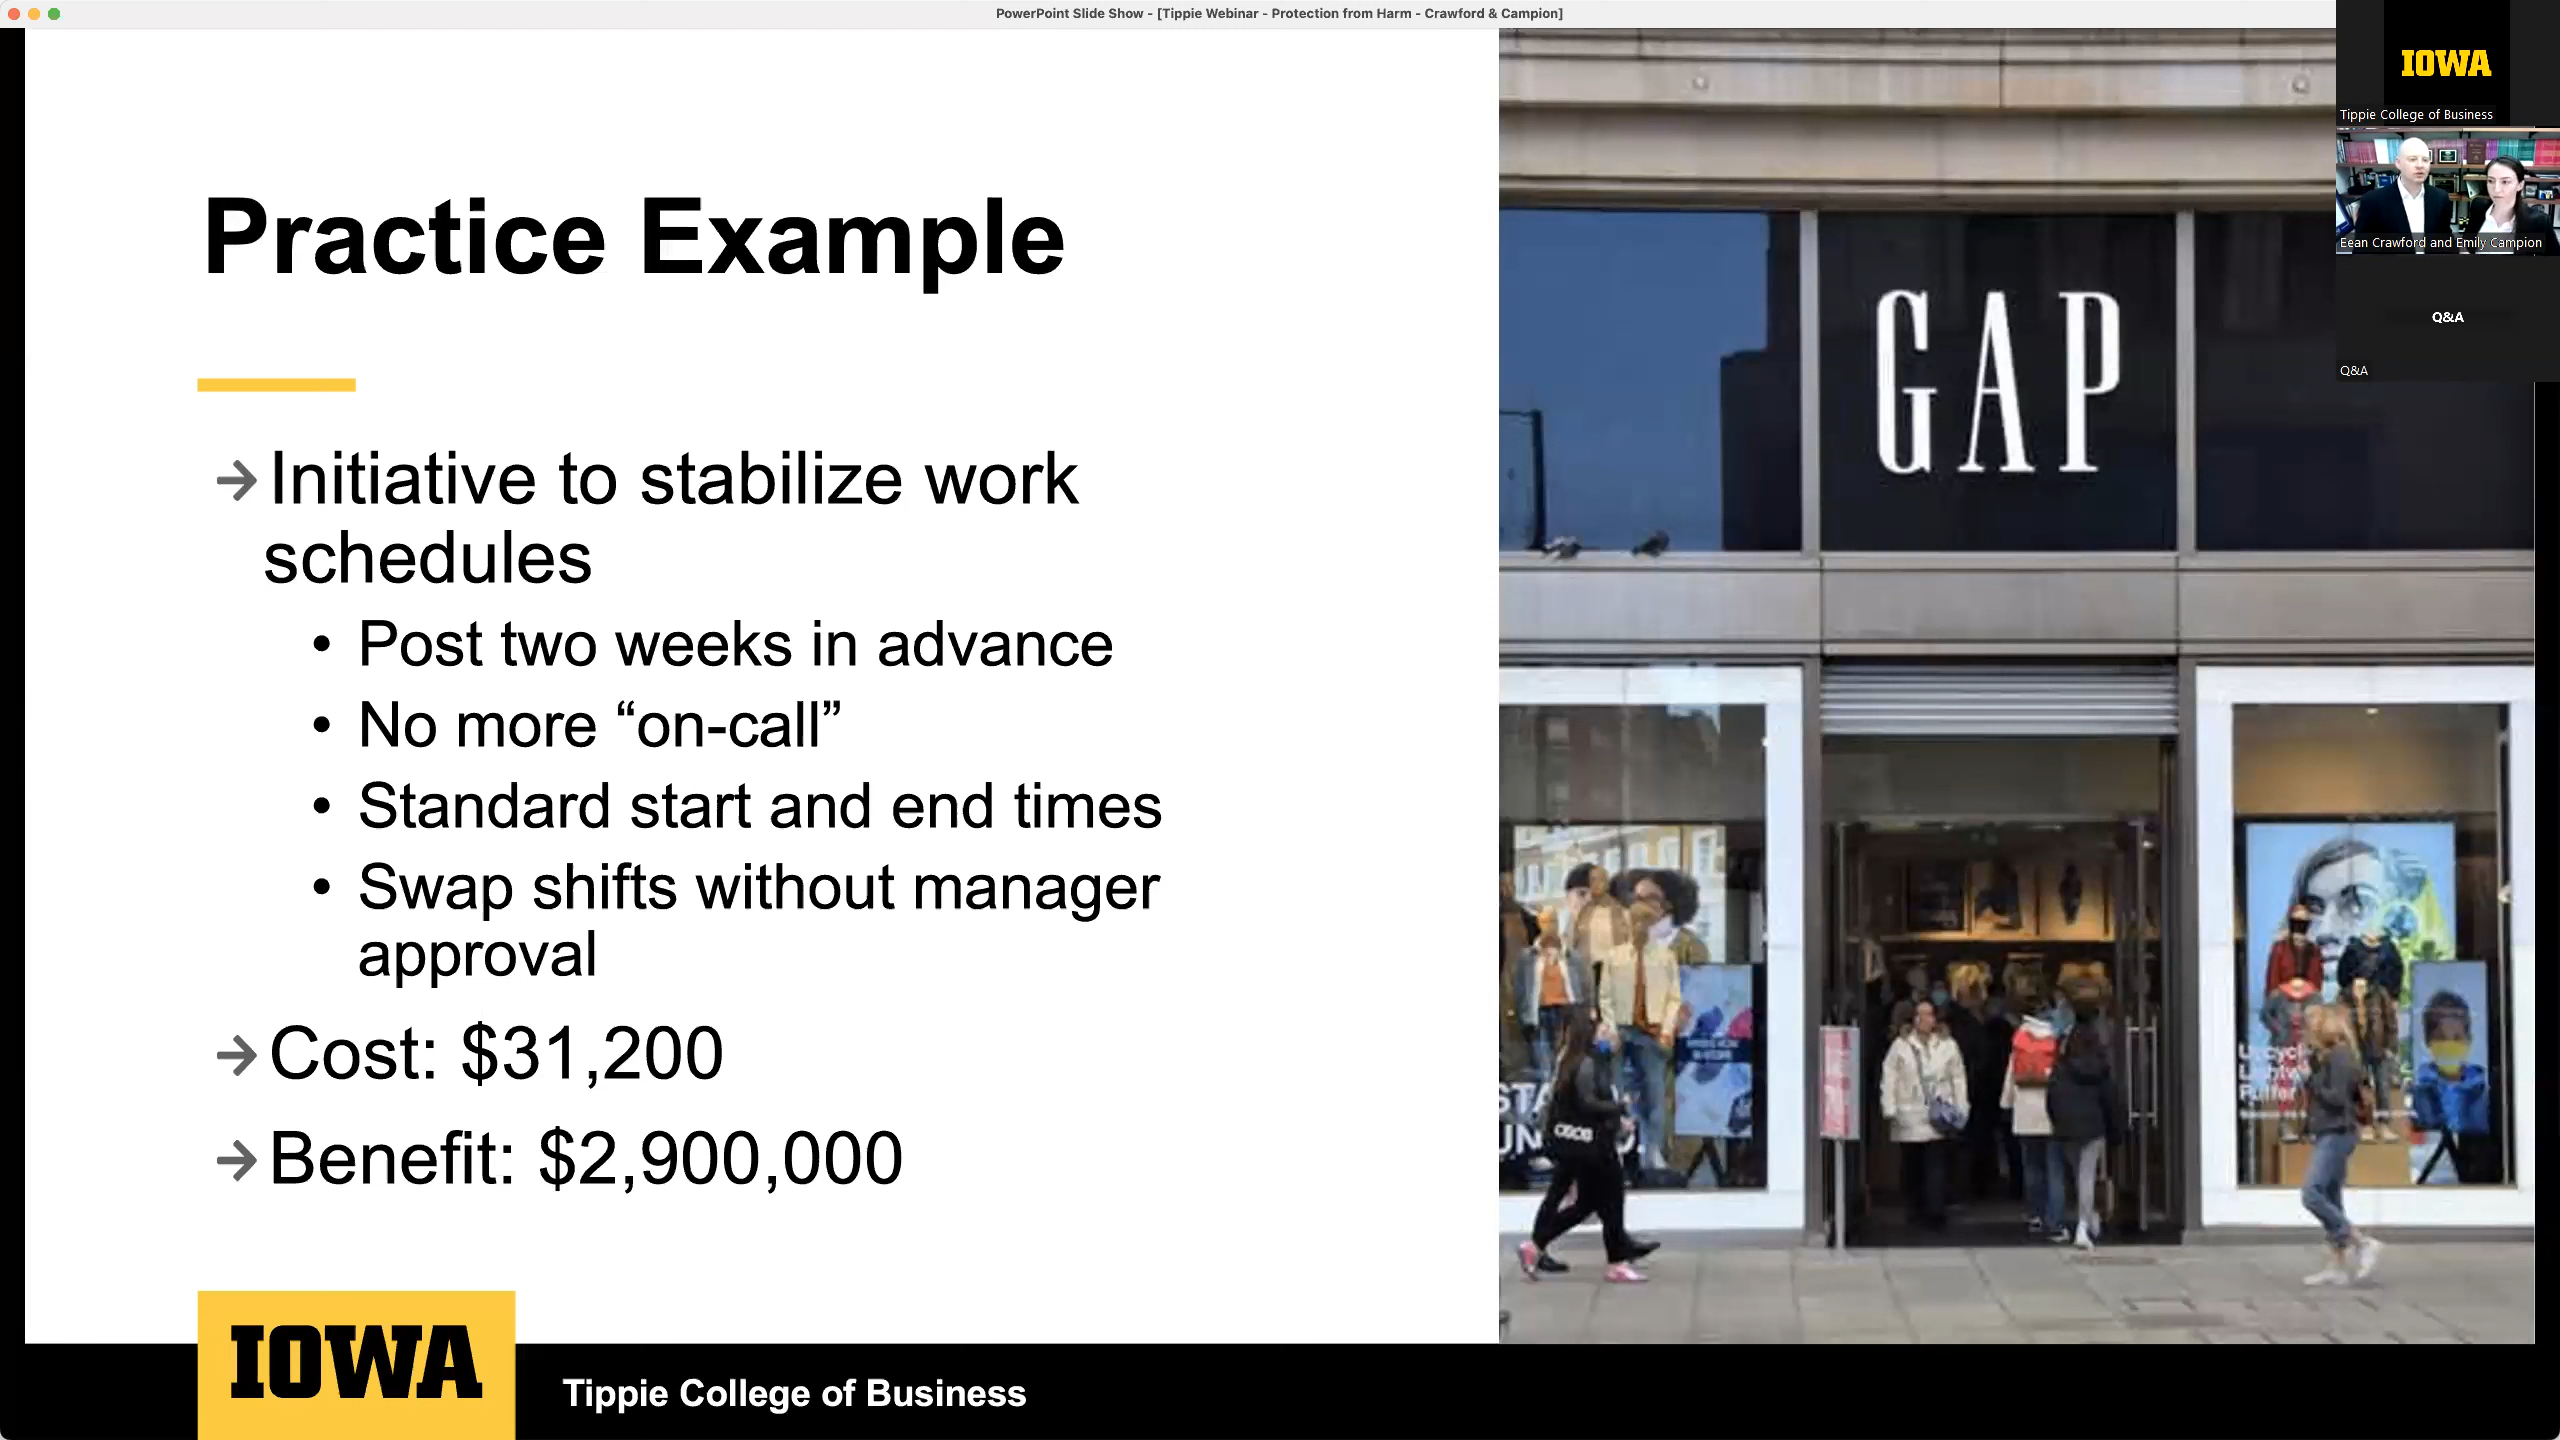 PowerPoint Slide Show - [Tippie Webinar - Protection from Harm - Crawford & Campion]
Practice Example
→ Initiative to stabilize work
schedules
• Post two weeks in advance
• No more “on-call”
• Standard start and end times
• Swap shifts without manager
approval
→ Cost: $31,200
→ Benefit: $2,900,000
IOWA
Tippie College of Business
GAP
IOWA
Tippie College of Business
Eean Crawford and Emily Campion
Q&A
Q&A